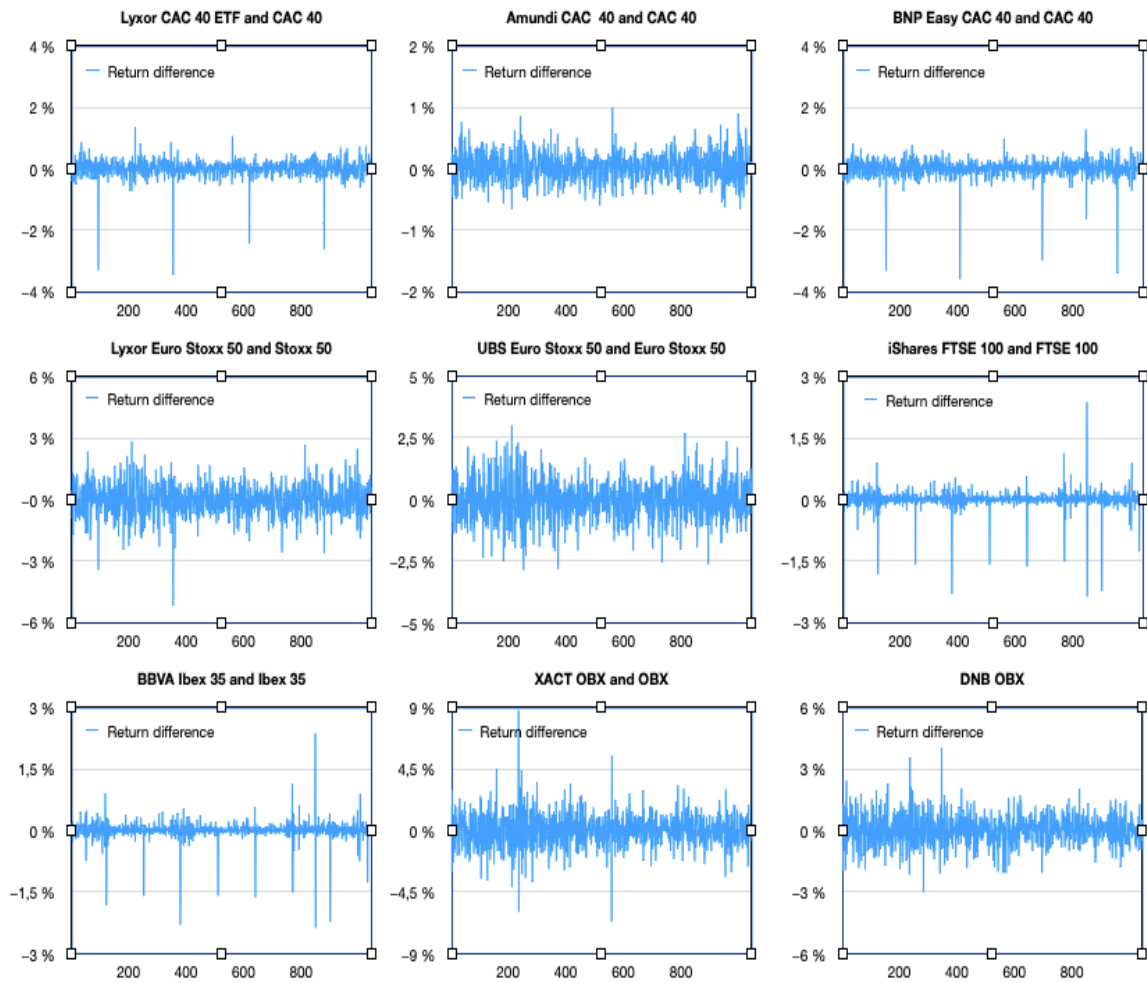 Lyxor CAC 40 ETF and CAC 40
4 %
Return difference
2 %
0 %
−2 %
−4 %
200 400 600 800
Amundi CAC  40 and CAC 40
2 %
Return difference
1 %
0 %
−1 %
−2 %
200 400 600 800
BNP Easy CAC 40 and CAC 40
4 %
Return difference
2 %
0 %
−2 %
−4 %
200 400 600 800
Lyxor Euro Stoxx 50 and Stoxx 50
6 %
Return difference
3 %
−0 %
−3 %
−6 %
200 400 600 800
UBS Euro Stoxx 50 and Euro Stoxx 50
5 %
Return difference
2,5 %
0 %
−2,5 %
−5 %
200 400 600 800
iShares FTSE 100 and FTSE 100
3 %
Return difference
1,5 %
0 %
−1,5 %
−3 %
200 400 600 800
BBVA Ibex 35 and Ibex 35
3 %
Return difference
1,5 %
0 %
−1,5 %
−3 %
200 400 600 800
XACT OBX and OBX
9 %
Return difference
4,5 %
0 %
−4,5 %
−9 %
200 400 600 800
DNB OBX
6 %
Return difference
3 %
0 %
−3 %
−6 %
200 400 600 800